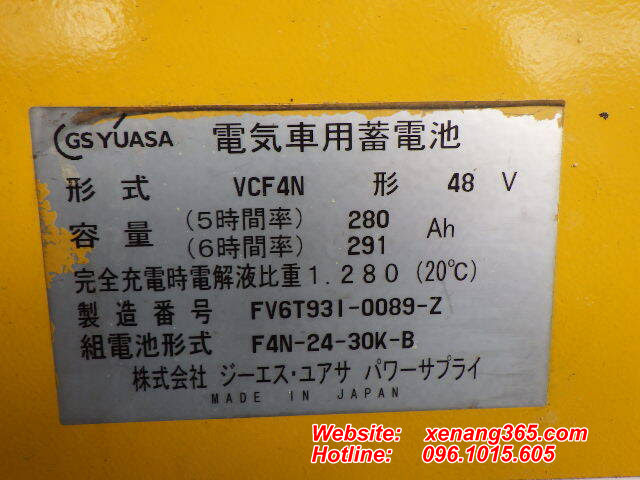 GS YUASA 電気車用蓄電池
形式 VCF4N 形 48 V
容量 (5時間率) 280 Ah
(6時間率) 291
完全充電時電解液比重1.280 (20℃)
製造番号 FV6T93I-0089-Z
組電池形式 F4N-24-30K-B
株式会社 ジーエス・ユアサ パワーサプライ
MADE IN JAPAN
Website: xenang365.com
Hotline: 096.1015.605